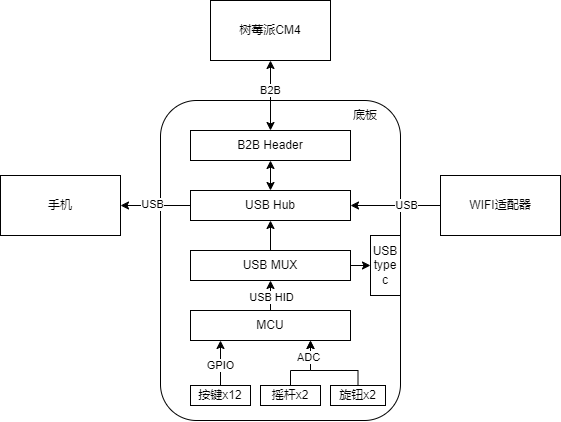 树莓派CM4
B2B
底板
B2B Header
手机
USB
USB Hub
USB
WIFI适配器
USB MUX
USB
type
c
USB HID
MCU
GPIO
ADC
按键x12
摇杆x2
旋钮x2